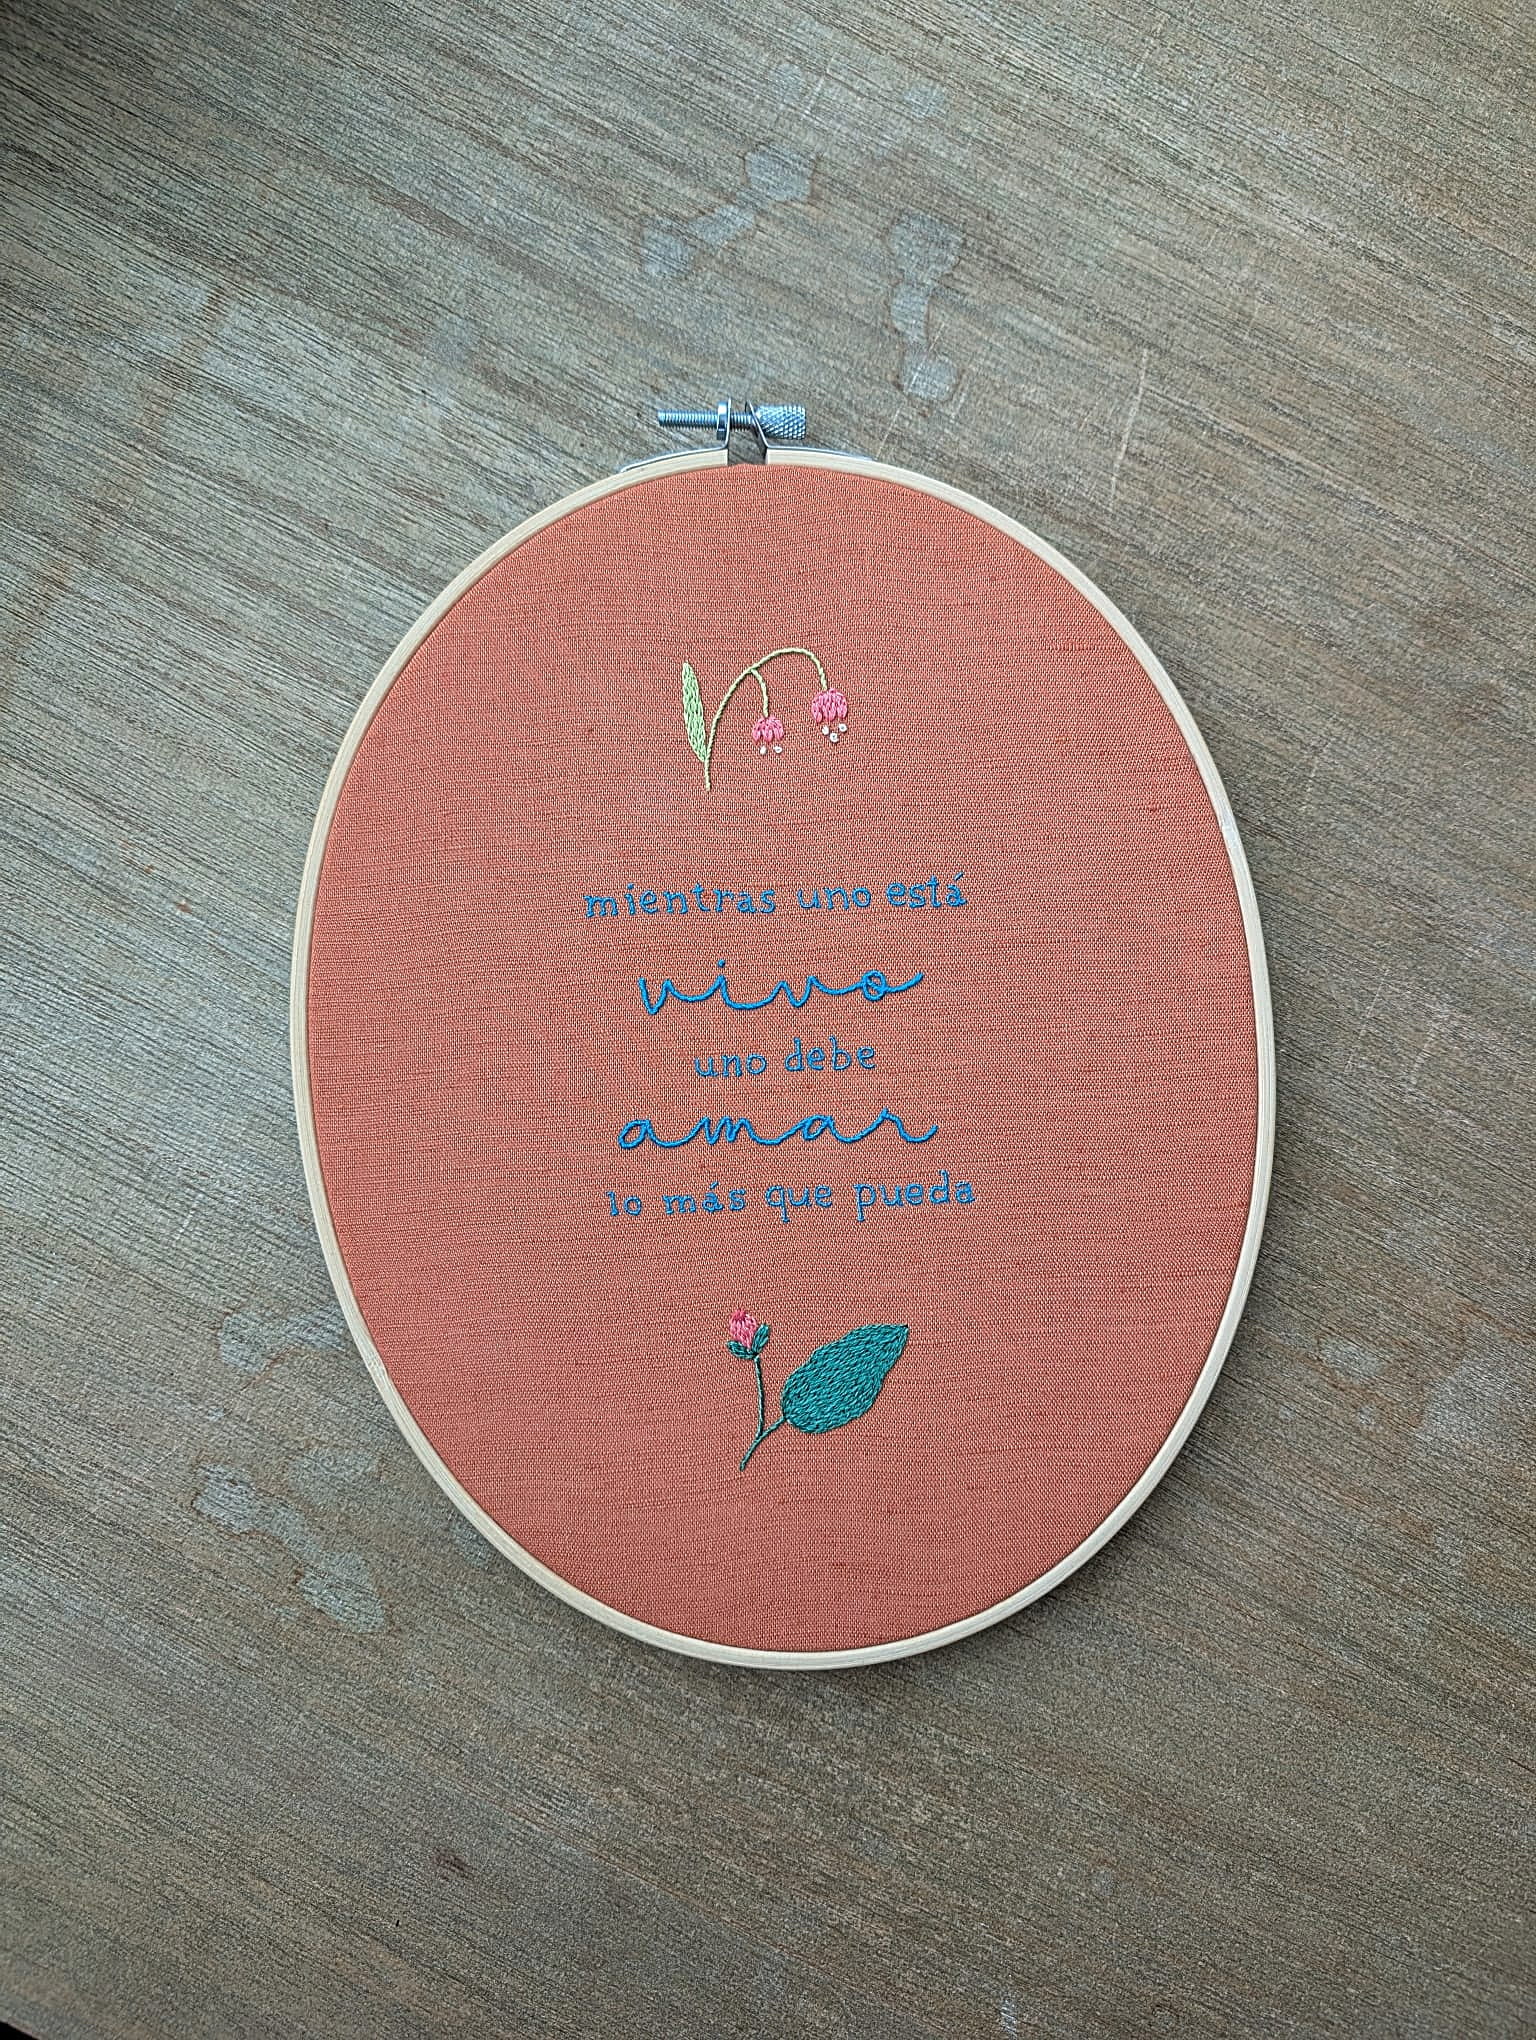 mientras uno está
vivo
uno debe
amar
lo más que pueda